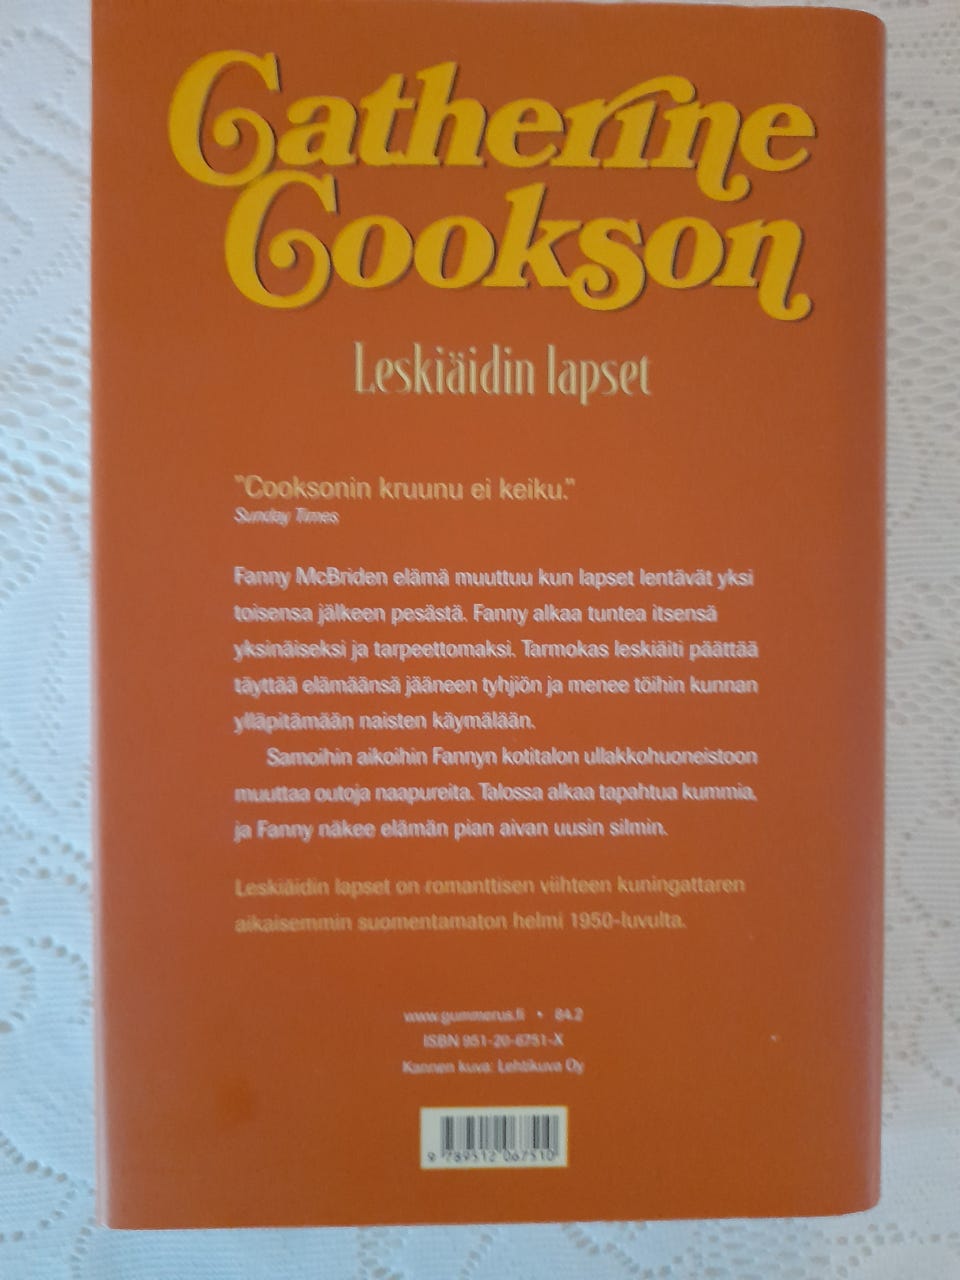 Catherine
Cookson
Leskiäidin lapset
"Cooksonin kruunu ei keiku."
Sunday Times
Fanny McBriden elämä muuttuu kun lapset lentävät yksi
toisensa jälkeen pesästä. Fanny alkaa tuntea itsensä
yksinäiseksi ja tarpeettomaksi. Tarmokas leskiäiti päättää
täyttää elämäänsä jääneen tyhjiön ja menee töihin kunnan
ylläpitämään naisten käymälään.
Samoihin aikoihin Fannyn kotitalon ullakkohuoneistoon
muuttaa outoja naapureita. Talossa alkaa tapahtua kummia,
ja Fanny näkee elämän pian aivan uusin silmin.
Leskiäidin lapset on romanttisen viihteen kuningattaren
aikaisemmin suomentamaton helmi 1950-luvulta.
www.gummerus.fi • 84.2
ISBN 951-20-6751-X
Kannen kuva: Lehtikuva Oy
9 789512 067510